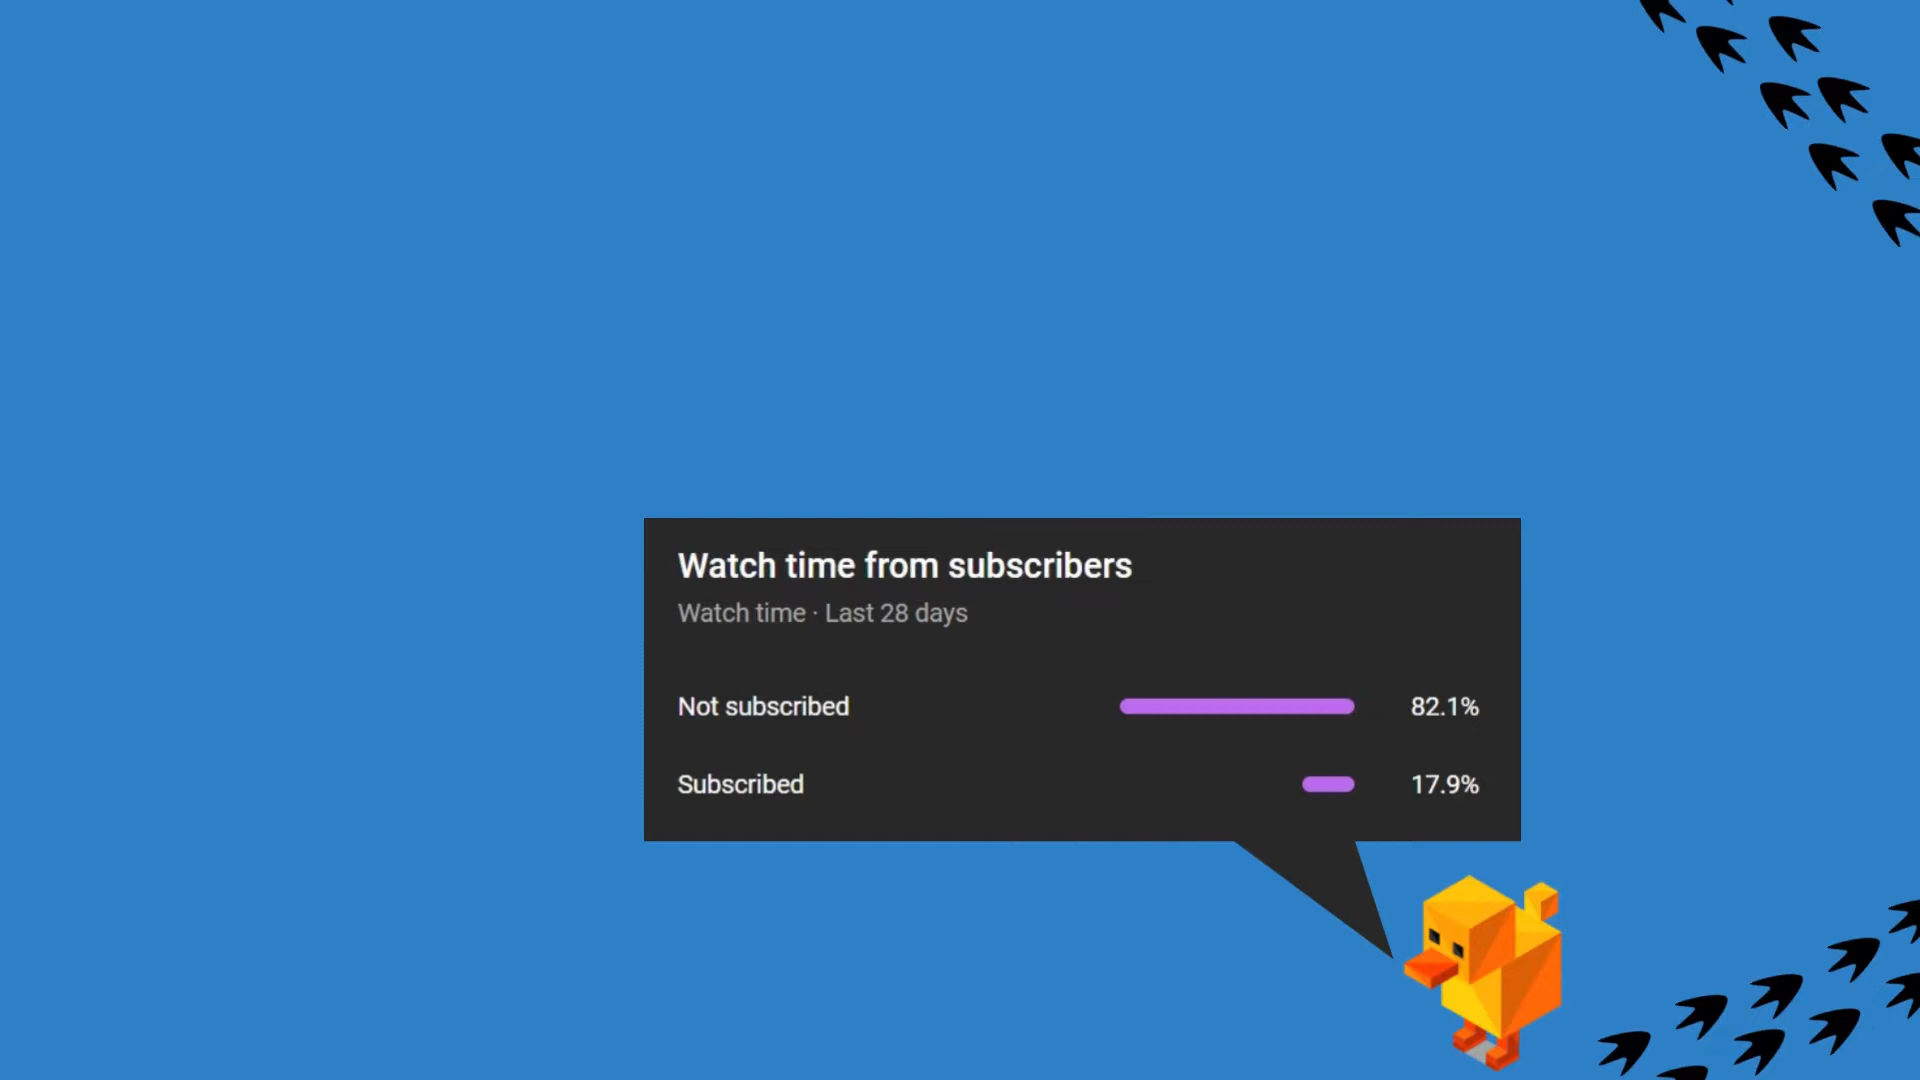 Watch time from subscribers
Watch time · Last 28 days
Not subscribed 82.1%
Subscribed 17.9%